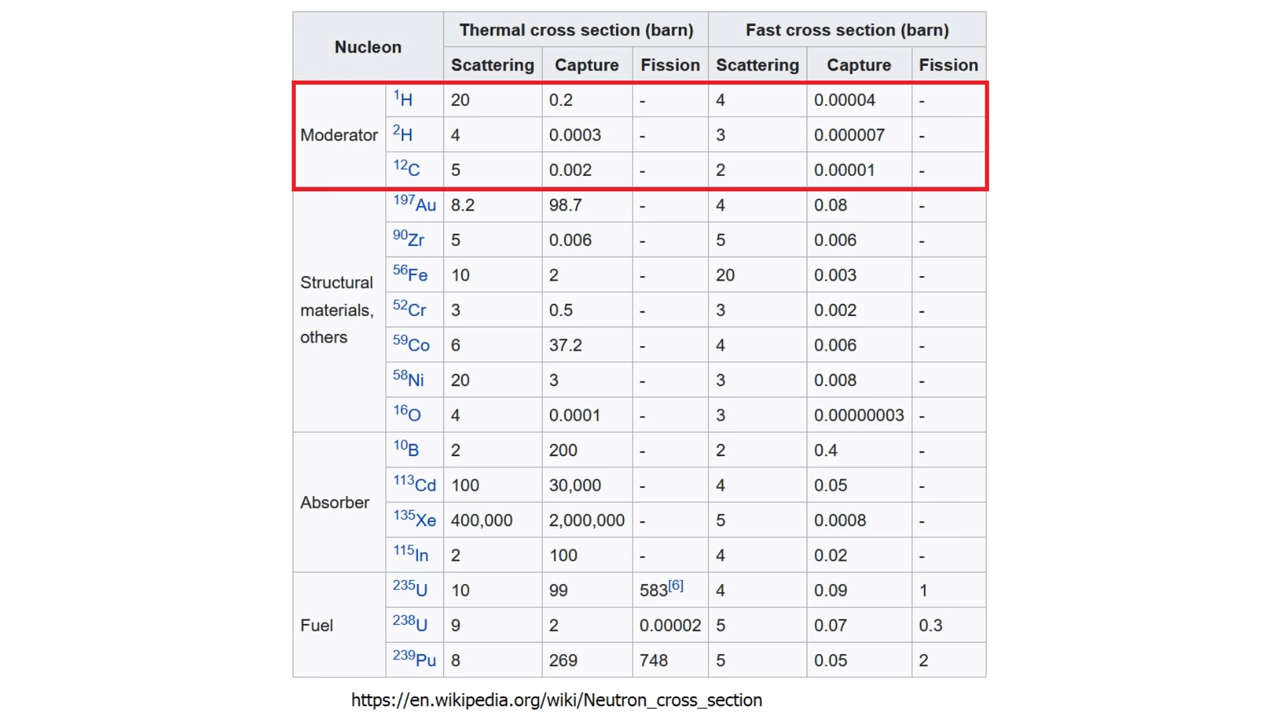 Nucleon Thermal cross section (barn) Fast cross section (barn)
Scattering Capture Fission Scattering Capture Fission
Moderator
¹H 20 0.2 - 4 0.00004 -
²H 4 0.0003 - 3 0.000007 -
¹²C 5 0.002 - 2 0.00001 -
Structural
materials,
others
¹⁹⁷Au 8.2 98.7 - 4 0.08 -
⁹⁰Zr 5 0.006 - 5 0.006 -
⁵⁶Fe 10 2 - 20 0.003 -
⁵²Cr 3 0.5 - 3 0.002 -
⁵⁹Co 6 37.2 - 4 0.006 -
⁵⁸Ni 20 3 - 3 0.008 -
¹⁶O 4 0.0001 - 3 0.00000003 -
Absorber
¹⁰B 2 200 - 2 0.4 -
¹¹³Cd 100 30,000 - 4 0.05 -
¹³⁵Xe 400,000 2,000,000 - 5 0.0008 -
¹¹⁵In 2 100 - 4 0.02 -
Fuel
²³⁵U 10 99 583[6] 4 0.09 1
²³⁸U 9 2 0.00002 5 0.07 0.3
²³⁹Pu 8 269 748 5 0.05 2
https://en.wikipedia.org/wiki/Neutron_cross_section